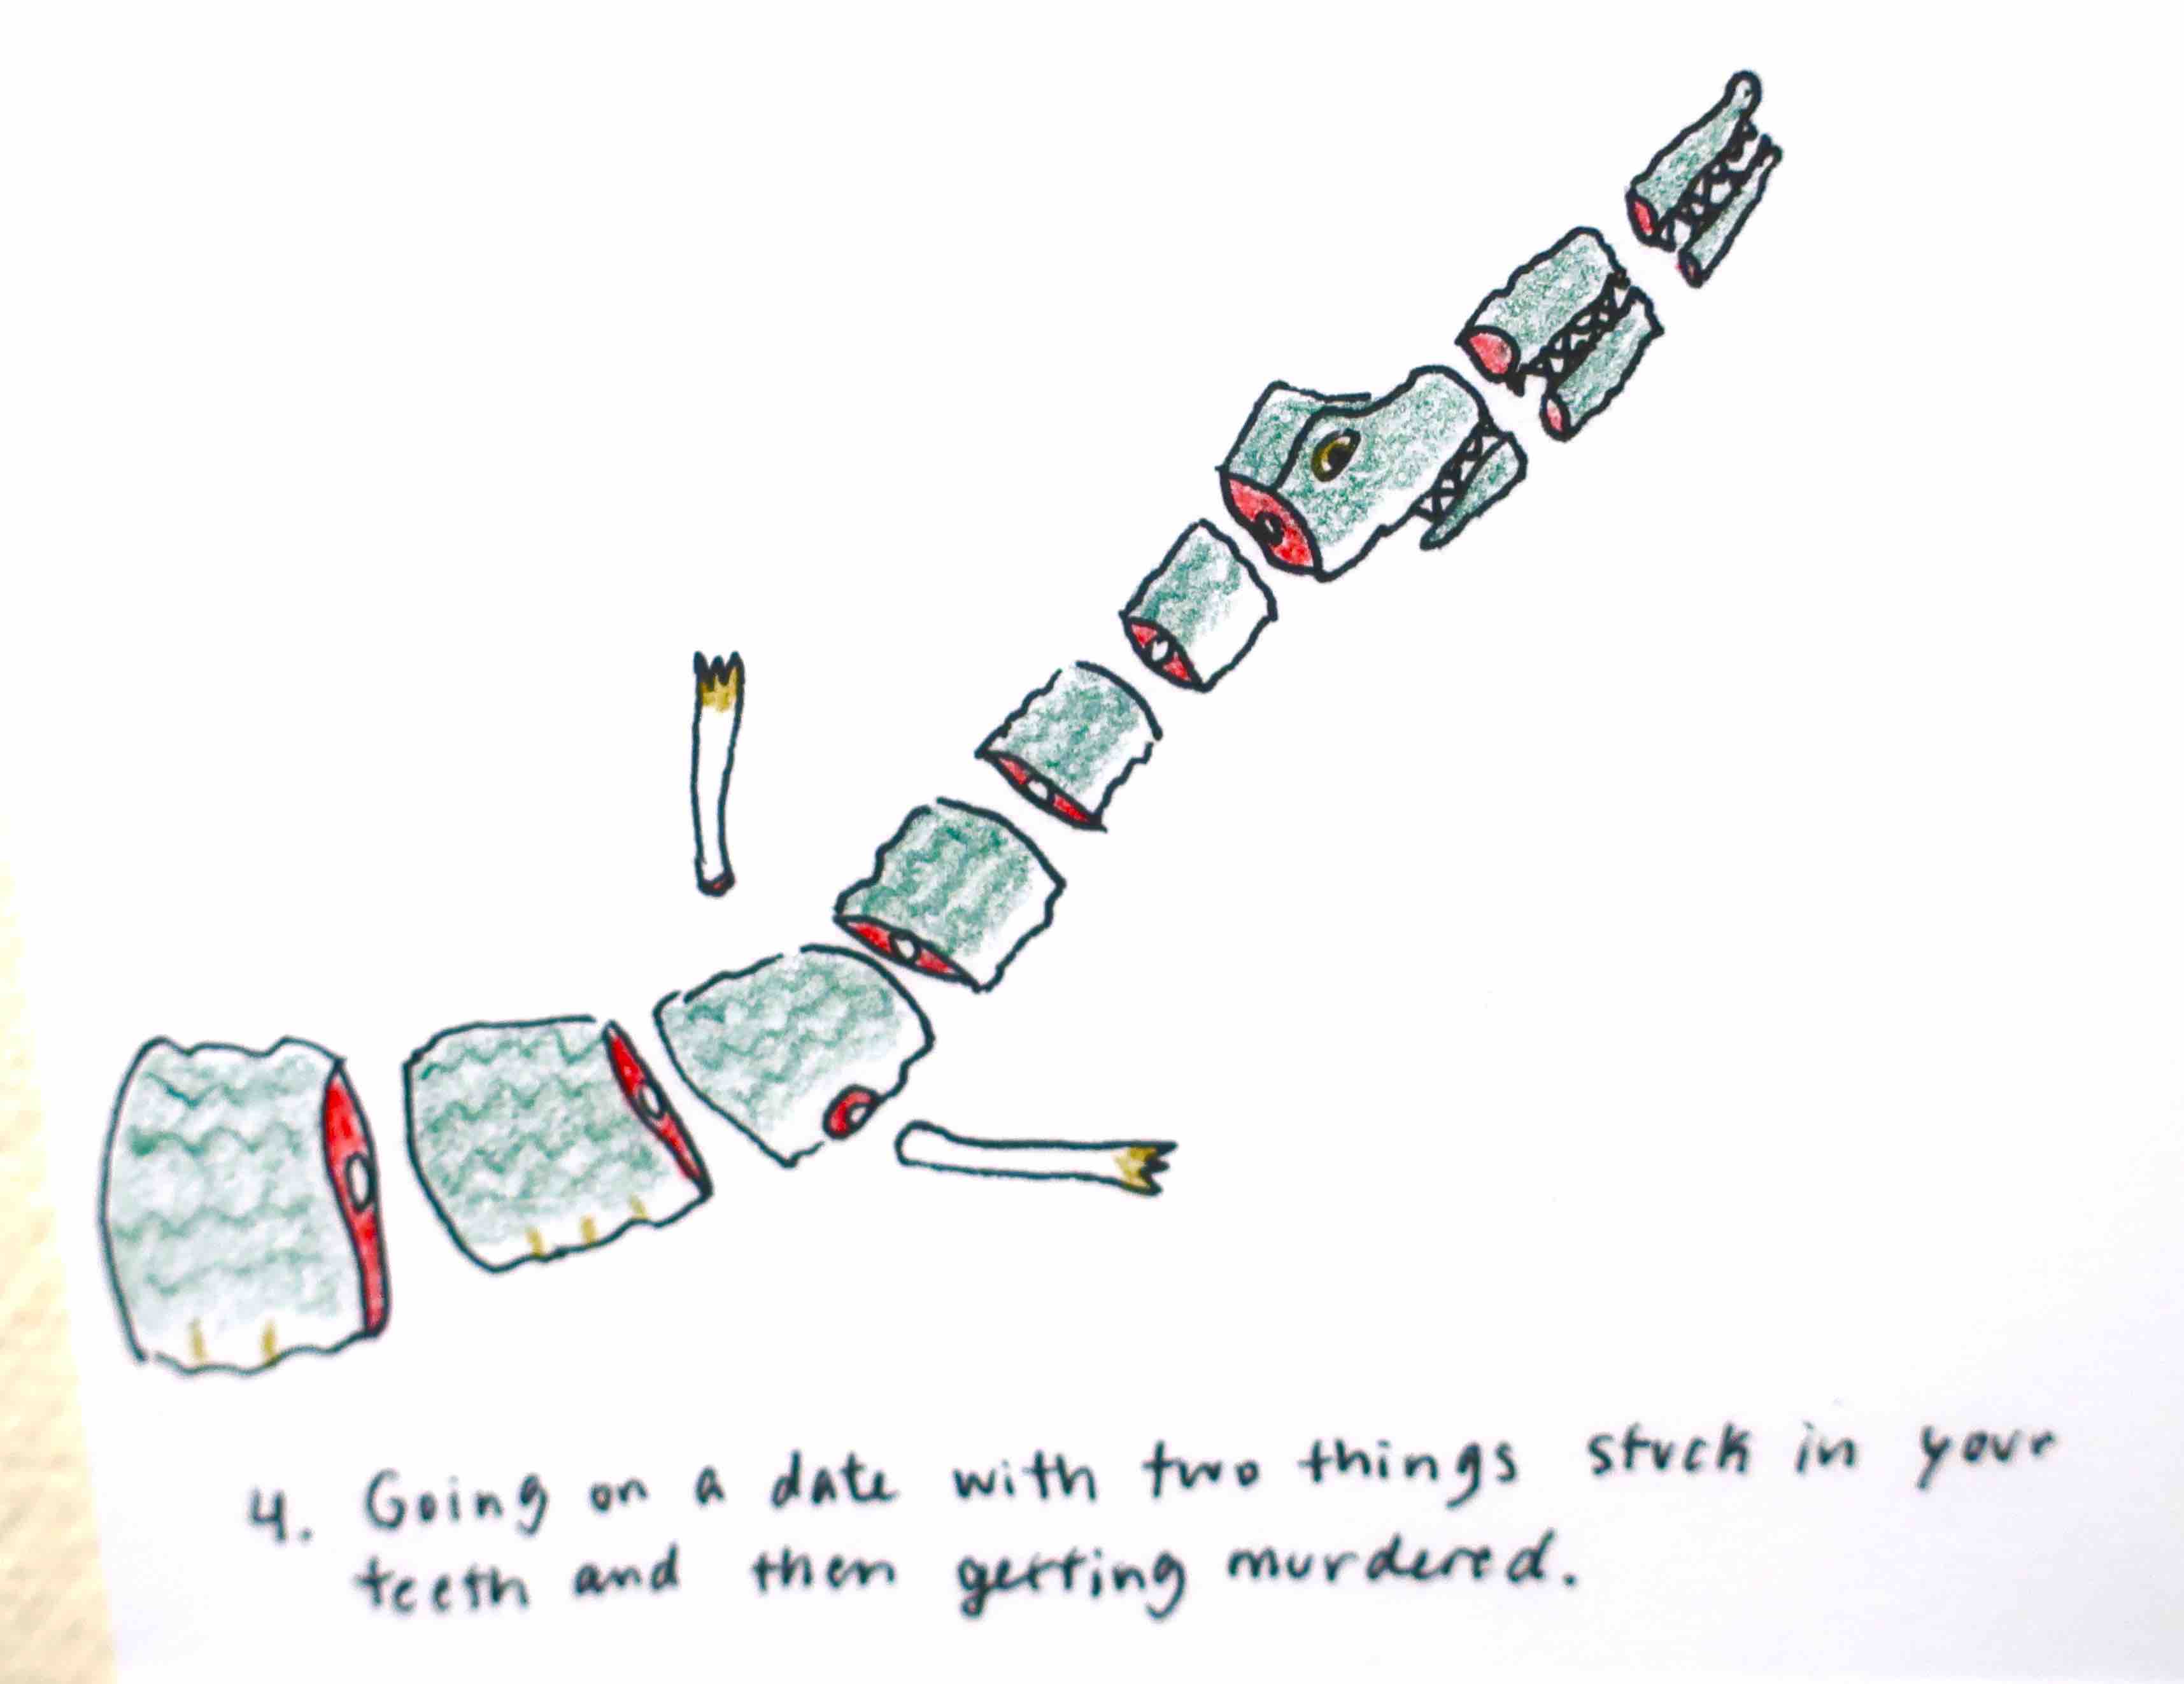 4. Going on a date with two things stuck in your
teeth and then getting murdered.